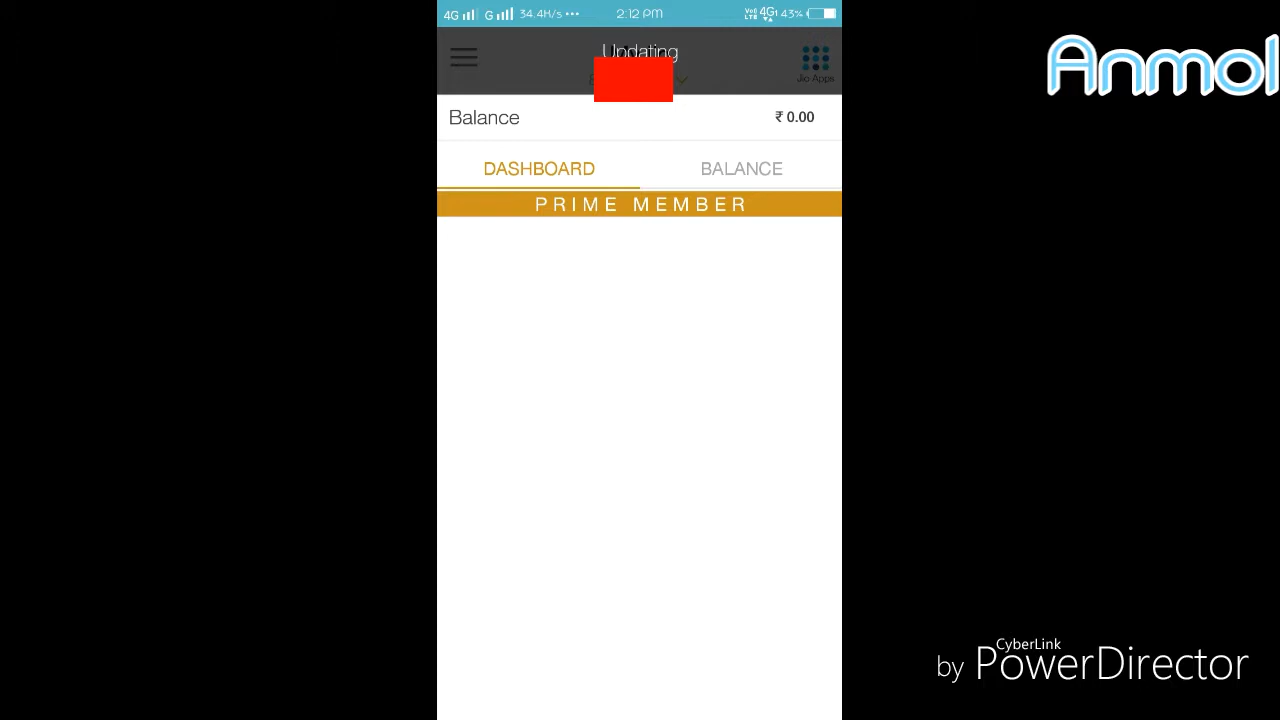 4G G 34.4K/s ••• 2:12 PM 4G 43%
Updating
Jio Apps
Balance ₹ 0.00
DASHBOARD BALANCE
PRIME MEMBER
Anmol
CyberLink
by PowerDirector